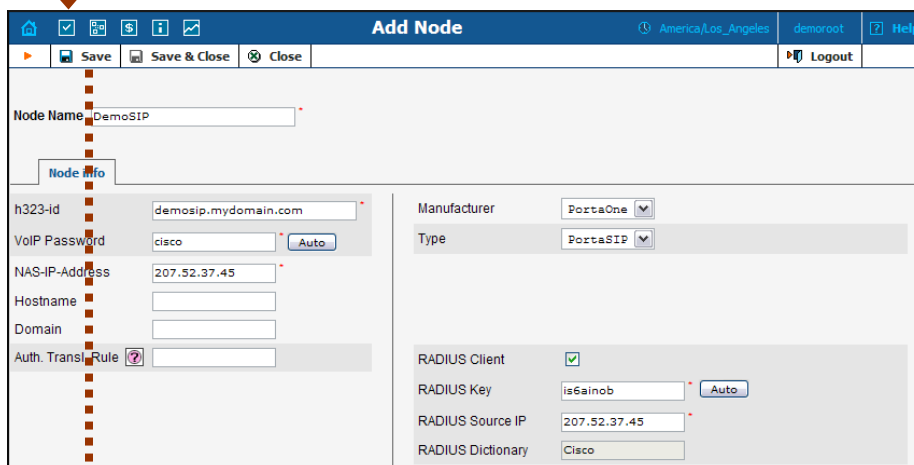 Add Node
America/Los_Angeles
demoroot
? Help
Save
Save & Close
Close
Logout
Node Name DemoSIP *
Node info
h323-id demosip.mydomain.com *
VoIP Password cisco * Auto
NAS-IP-Address 207.52.37.45 *
Hostname
Domain
Auth. Transl. Rule ?
Manufacturer PortaOne
Type PortaSIP
RADIUS Client
RADIUS Key is6ainob * Auto
RADIUS Source IP 207.52.37.45 *
RADIUS Dictionary Cisco